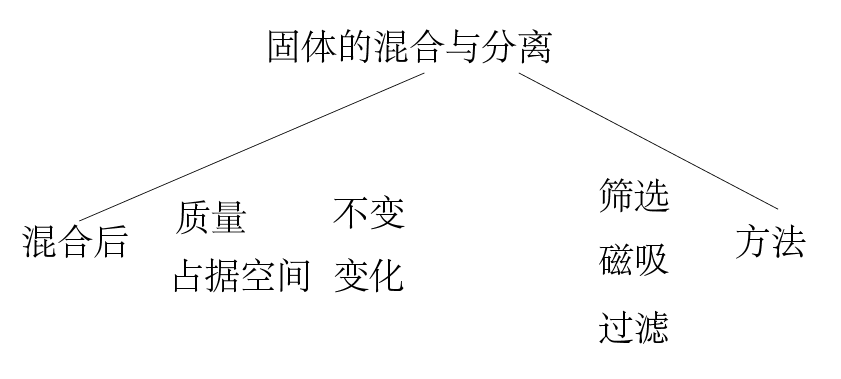 固体的混合与分离
混合后
质量 不变
占据空间 变化
筛选
磁吸
过滤
方法